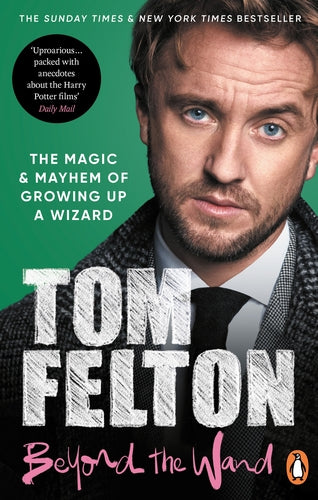 THE SUNDAY TIMES & NEW YORK TIMES BESTSELLER
'Uproarious...
packed with
anecdotes
about the Harry
Potter films'
Daily Mail
THE MAGIC
& MAYHEM OF
GROWING UP
A WIZARD
TOM
FELTON
Beyond the Wand